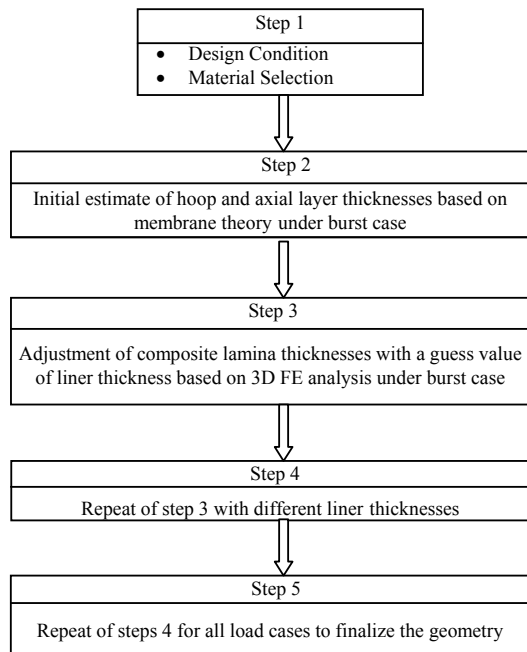 Step 1
• Design Condition
• Material Selection
Step 2
Initial estimate of hoop and axial layer thicknesses based on
membrane theory under burst case
Step 3
Adjustment of composite lamina thicknesses with a guess value
of liner thickness based on 3D FE analysis under burst case
Step 4
Repeat of step 3 with different liner thicknesses
Step 5
Repeat of steps 4 for all load cases to finalize the geometry